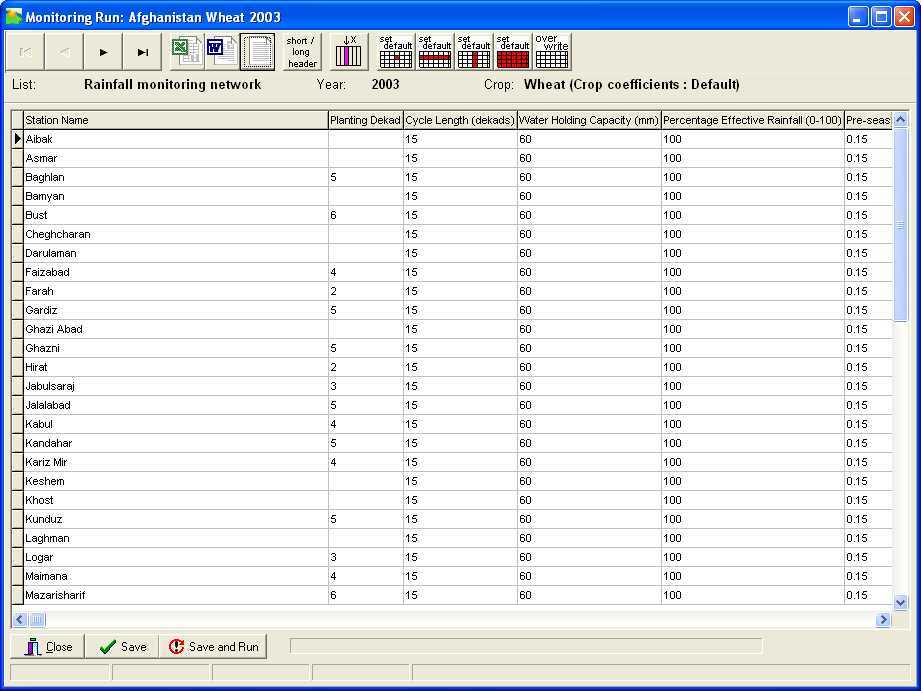 Monitoring Run: Afghanistan Wheat 2003
short / long header
X
set default
set default
set default
set default
over write
List: Rainfall monitoring network Year: 2003 Crop: Wheat (Crop coefficients : Default)
Station Name Planting Dekad Cycle Length (dekads) Water Holding Capacity (mm) Percentage Effective Rainfall (0-100) Pre-seas
Aibak 15 60 100 0.15
Asmar 15 60 100 0.15
Baghlan 5 15 60 100 0.15
Bamyan 15 60 100 0.15
Bust 6 15 60 100 0.15
Cheghcharan 15 60 100 0.15
Darulaman 15 60 100 0.15
Faizabad 4 15 60 100 0.15
Farah 2 15 60 100 0.15
Gardiz 5 15 60 100 0.15
Ghazi Abad 15 60 100 0.15
Ghazni 5 15 60 100 0.15
Hirat 2 15 60 100 0.15
Jabulsaraj 3 15 60 100 0.15
Jalalabad 5 15 60 100 0.15
Kabul 4 15 60 100 0.15
Kandahar 5 15 60 100 0.15
Kariz Mir 4 15 60 100 0.15
Keshem 15 60 100 0.15
Khost 15 60 100 0.15
Kunduz 5 15 60 100 0.15
Laghman 15 60 100 0.15
Logar 3 15 60 100 0.15
Maimana 4 15 60 100 0.15
Mazarisharif 6 15 60 100 0.15
Close Save Save and Run